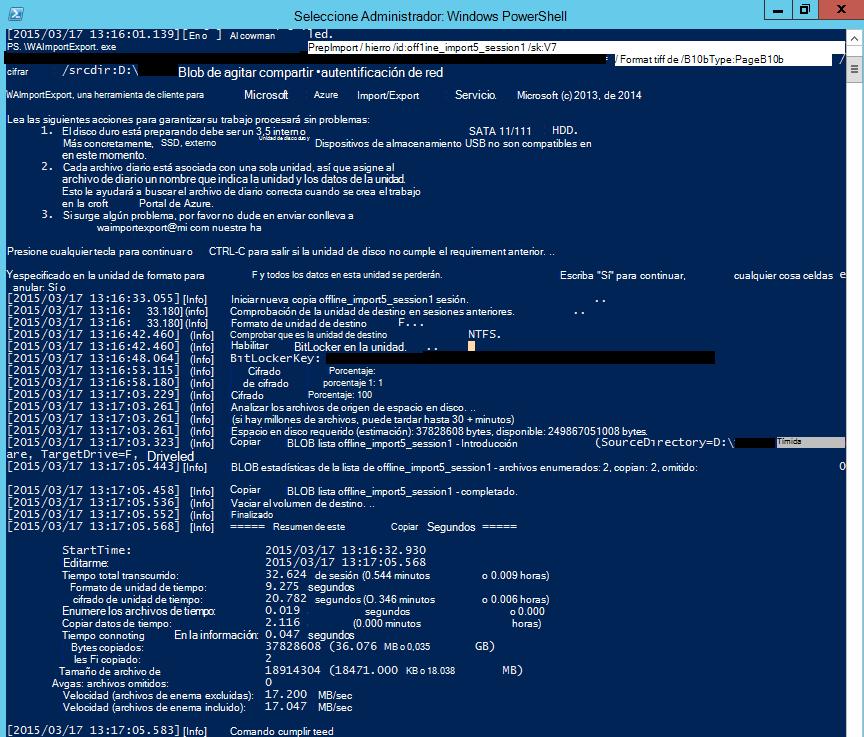 Seleccione Administrador: Windows PowerShell
[2015/03/17 13:16:01.139] [En o ] Al cowman led.
PS. \WAImportExport. exe PrepImport / hierro /id:off1ine_import5_session1 /sk:V7
/ Format tiff de /B10bType:PageB10b /
cifrar /srcdir:D:\ Blob de agitar compartir •autentificación de red
WAImportExport, una herramienta de cliente para Microsoft Azure Import/Export Servicio. Microsoft (c) 2013, de 2014
Lea las siguientes acciones para garantizar su trabajo procesará sin problemas:
1. El disco duro está preparando debe ser un 3,5 interno SATA 11/111 HDD.
Unidad de disco duro y
Más concretamente, SSD, externo Dispositivos de almacenamiento USB no son compatibles en
en este momento.
2. Cada archivo diario está asociada con una sola unidad, así que asigne al
archivo de diario un nombre que indica la unidad y los datos de la unidad.
Esto le ayudará a buscar el archivo de diario correcta cuando se crea el trabajo
en la croft Portal de Azure.
3. Si surge algún problema, por favor no dude en enviar conlleva a
waimportexport@mi com nuestra ha
Presione cualquier tecla para continuar o CTRL-C para salir si la unidad de disco no cumple el requirement anterior. ..
Yespecificado en la unidad de formato para F y todos los datos en esta unidad se perderán. Escriba "Sí" para continuar, cualquier cosa celdas e
anular: Sí o
[2015/03/17 13:16:33.055] [Info] Iniciar nueva copia offline_import5_session1 sesión. ..
[2015/03/17 13:16: 33.180] (info] Comprobación de la unidad de destino en sesiones anteriores. ..
[2015/03/17 13:16: 33.180] (Info] Formato de unidad de destino F...
[2015/03/17 13:16:42.460] (Info] Comprobar que es la unidad de destino NTFS.
[2015/03/17 13:16:42.460] (Info] Habilitar BitLocker en la unidad. ..
[2015/03/17 13:16:48.064] [Info] BitLockerKey:
[2015/03/17 13:16:53.115] [Info] Cifrado Porcentaje:
[2015/03/17 13:16:58.180] [Info] de cifrado porcentaje 1: 1
[2015/03/17 13:17:03.229] [Info] Cifrado Porcentaje: 100
[2015/03/17 13:17:03.261] (Info] Analizar los archivos de origen de espacio en disco. ..
[2015/03/17 13:17:03.261] (Info] (si hay millones de archivos, puede tardar hasta 30 + minutos)
[2015/03/17 13:17:03.261] (Info] Espacio en disco requerido (estimación): 37828608 bytes, disponible: 249867051008 bytes.
[2015/03/17 13:17:03.323] [Info] Copiar BLOB lista offline_import5_session1 - Introducción (SourceDirectory=D:\ Tímida
are, TargetDrive=F, Driveled
[2015/03/17 13:17:05.443] [Info] BLOB estadísticas de la lista de offline_import5_session1 - archivos enumerados: 2, copian: 2, omitido: 0
[2015/03/17 13:17:05.458] [Info] Copiar BLOB lista offline_import5_session1 - completado.
[2015/03/17 13:17:05.536] (Info] Vaciar el volumen de destino. ..
[2015/03/17 13:17:05.552] (Info] Finalizado
[2015/03/17 13:17:05.568] [Info] ===== Resumen de este Copiar Segundos =====
StartTime: 2015/03/17 13:16:32.930
Editarme: 2015/03/17 13:17:05.568
Tiempo total transcurrido: 32.624 de sesión (0.544 minutos o 0.009 horas)
Formato de unidad de tiempo: 9.275 segundos
cifrado de unidad de tiempo: 20.782 segundos (O. 346 minutos o 0.006 horas)
Enumere los archivos de tiempo: 0.019 segundos o 0.000
Copiar datos de tiempo: 2.116 (0.000 minutos horas)
Tiempo connoting En la información: 0.047 segundos
Bytes copiados: 37828608 (36.076 MB o 0,035 GB)
les Fi copiado: 2
Tamaño de archivo de 18914304 (18471.000 KB o 18.038 MB)
Avgas: archivos omitidos: 0
Velocidad (archivos de enema excluidas): 17.200 MB/sec
Velocidad (archivos de enema incluido): 17.047 MB/sec
[2015/03/17 13:17:05.583] [Info] Comando cumplir teed